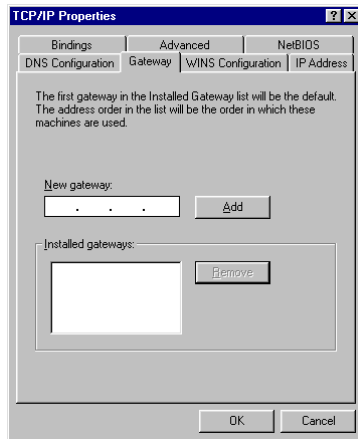 TCP/IP Properties
Bindings Advanced NetBIOS
DNS Configuration Gateway WINS Configuration IP Address
The first gateway in the Installed Gateway list will be the default.
The address order in the list will be the order in which these
machines are used.
New gateway:
. . .
Add
Installed gateways:
Remove
OK Cancel